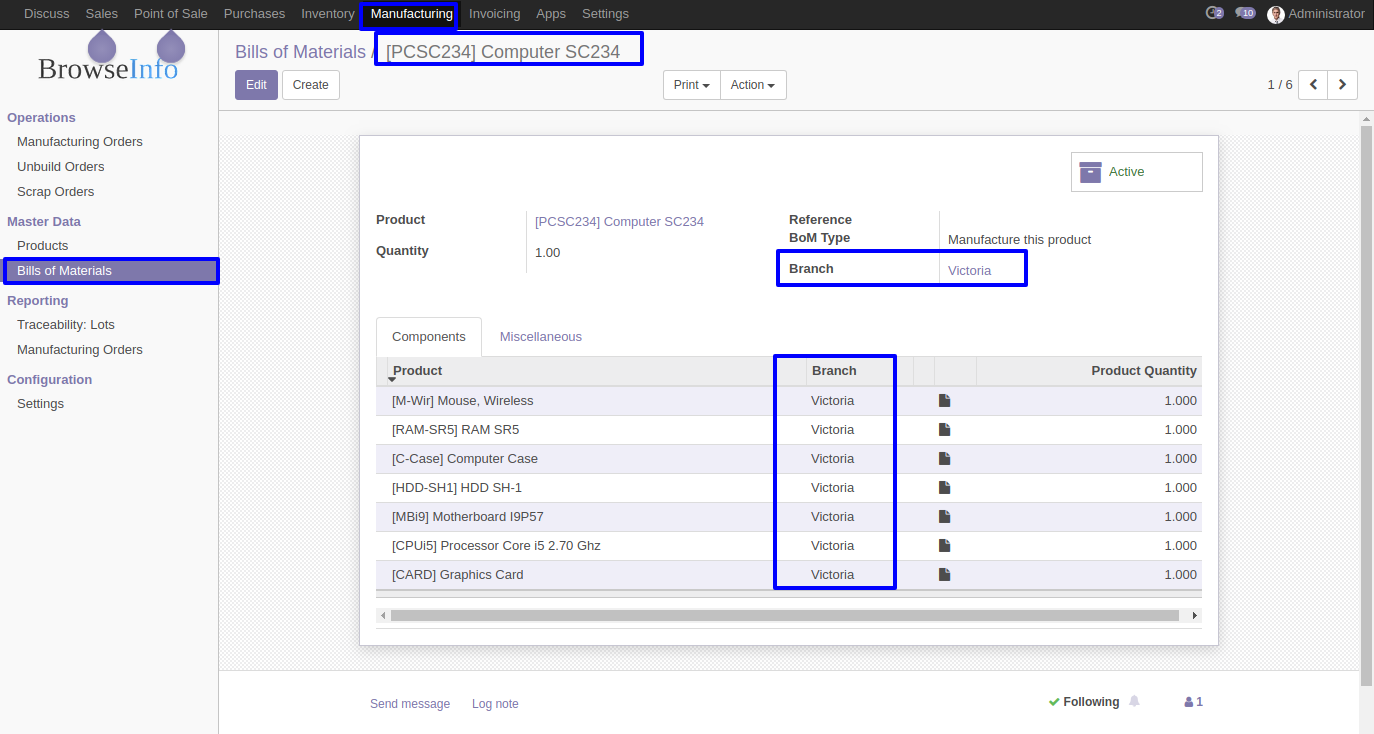 Discuss Sales Point of Sale Purchases Inventory Manufacturing Invoicing Apps Settings 2 10 Administrator
BrowseInfo
Bills of Materials / [PCSC234] Computer SC234
Edit Create Print Action 1 / 6
Operations
Manufacturing Orders
Unbuild Orders
Scrap Orders
Master Data
Products
Bills of Materials
Reporting
Traceability: Lots
Manufacturing Orders
Configuration
Settings
Active
Product [PCSC234] Computer SC234
Quantity 1.00
Reference
BoM Type Manufacture this product
Branch Victoria
Components Miscellaneous
Product Branch Product Quantity
[M-Wir] Mouse, Wireless Victoria 1.000
[RAM-SR5] RAM SR5 Victoria 1.000
[C-Case] Computer Case Victoria 1.000
[HDD-SH1] HDD SH-1 Victoria 1.000
[MBi9] Motherboard I9P57 Victoria 1.000
[CPUi5] Processor Core i5 2.70 Ghz Victoria 1.000
[CARD] Graphics Card Victoria 1.000
Send message Log note Following 1